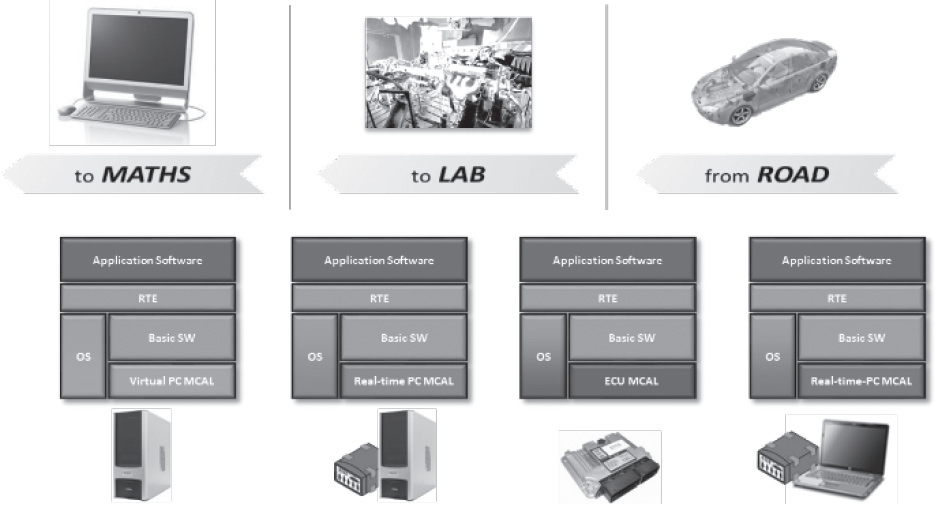 to MATHS
to LAB
from ROAD
Application Software
RTE
OS
Basic SW
Virtual PC MCAL
Application Software
RTE
OS
Basic SW
Real-time PC MCAL
Application Software
RTE
OS
Basic SW
ECU MCAL
Application Software
RTE
OS
Basic SW
Real-time-PC MCAL